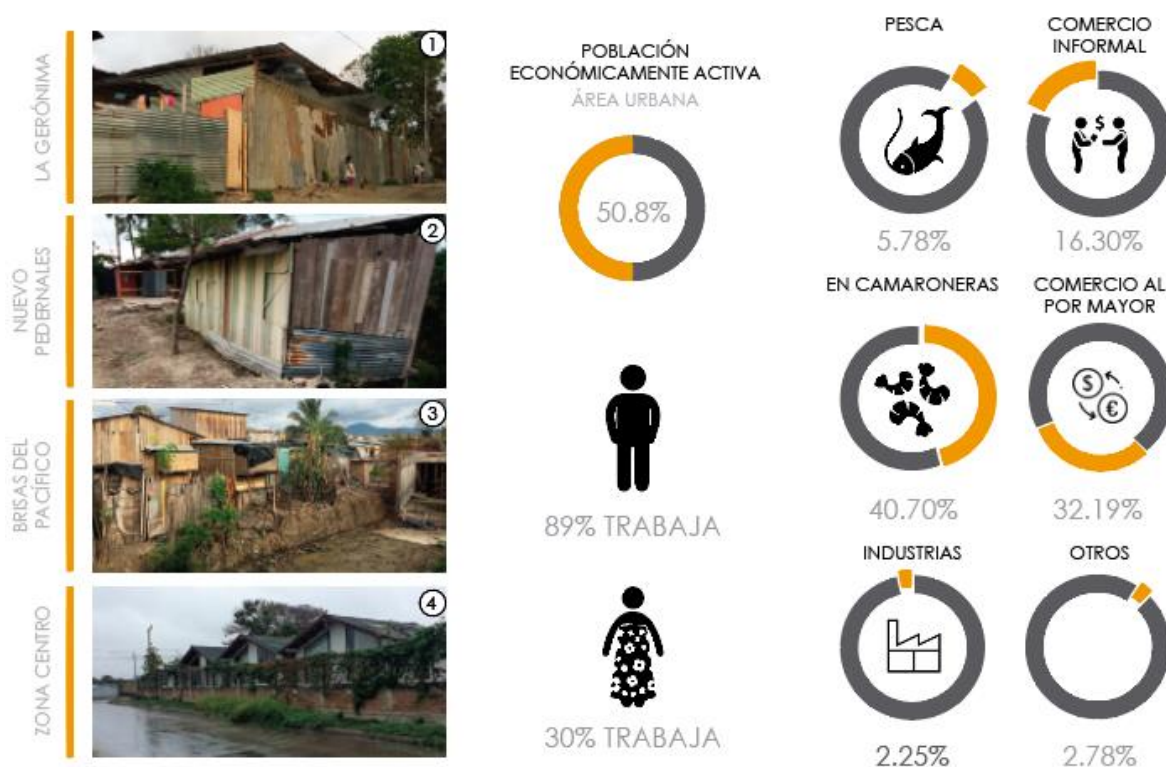 LA GERÓNIMA
1
NUEVO
PEDERNALES
2
BRISAS DEL
PACÍFICO
3
ZONA CENTRO
4
POBLACIÓN
ECONÓMICAMENTE ACTIVA
ÁREA URBANA
50.8%
89% TRABAJA
30% TRABAJA
PESCA
5.78%
COMERCIO
INFORMAL
$
16.30%
EN CAMARONERAS
40.70%
COMERCIO AL
POR MAYOR
$
€
32.19%
INDUSTRIAS
2.25%
OTROS
2.78%